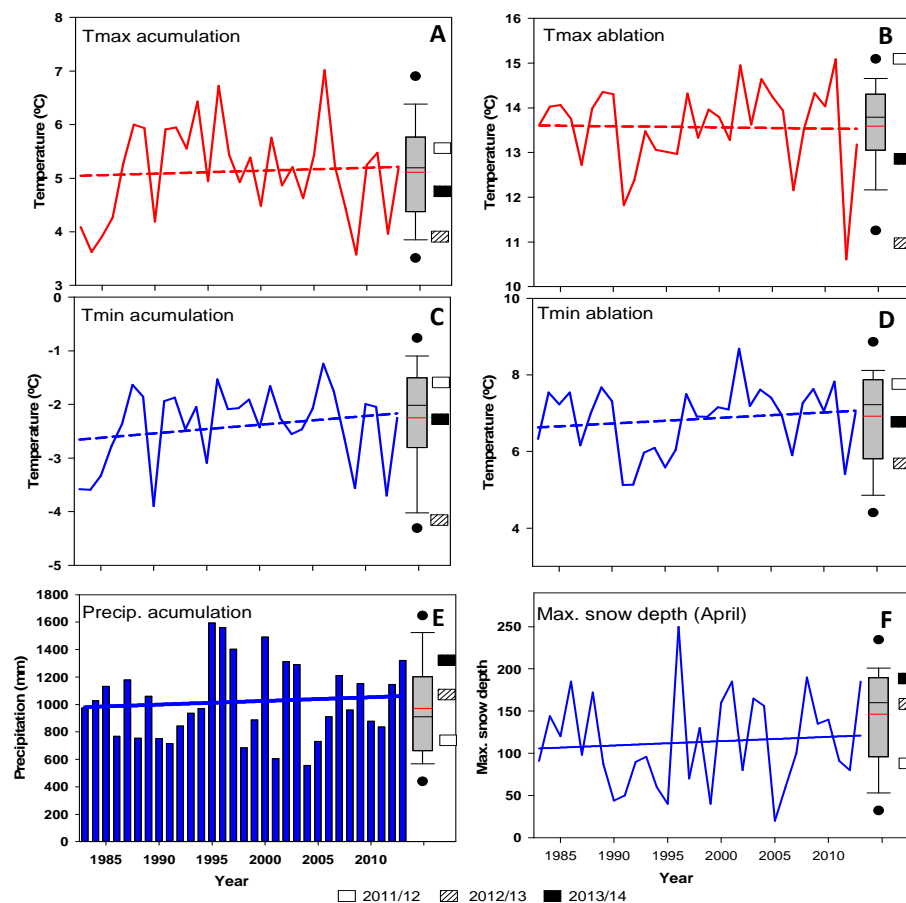 Tmax acumulation A
Temperature (ºC)
8
7
6
5
4
3
Tmax ablation B
Temperature (ºC)
16
15
14
13
12
11
10
Tmin acumulation C
Temperature (ºC)
0
-1
-2
-3
-4
-5
Tmin ablation D
Temperature (ºC)
10
8
6
4
Precip. acumulation E
Precipitation (mm)
1800
1600
1400
1200
1000
800
600
400
200
0
1985 1990 1995 2000 2005 2010
Year
Max. snow depth (April) F
Max. snow depth
250
200
150
100
50
0
1985 1990 1995 2000 2005 2010
Year
2011/12 2012/13 2013/14